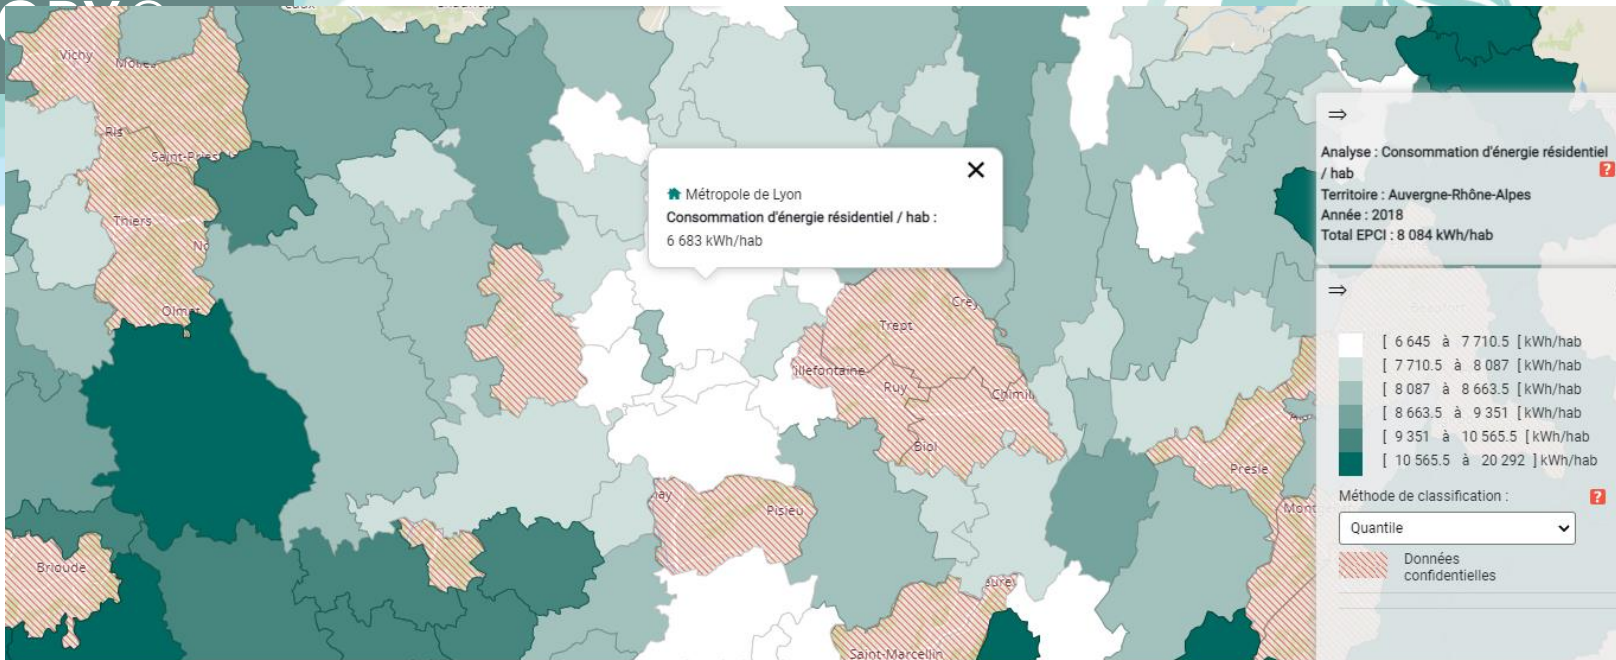 Vichy
Ris
Thiers
Olmet
Brioude
Métropole de Lyon
Consommation d'énergie résidentiel / hab :
6 683 kWh/hab
Trept
Ruy
Biol
Pisieu
Presle
Saint-Marcellin
⇒
Analyse : Consommation d'énergie résidentiel
/ hab
Territoire : Auvergne-Rhône-Alpes
Année : 2018
Total EPCI : 8 084 kWh/hab
⇒
[ 6 645 à 7 710.5 [ kWh/hab
[ 7 710.5 à 8 087 [ kWh/hab
[ 8 087 à 8 663.5 [ kWh/hab
[ 8 663.5 à 9 351 [ kWh/hab
[ 9 351 à 10 565.5 [ kWh/hab
[ 10 565.5 à 20 292 ] kWh/hab
Méthode de classification :
Quantile
Données
confidentielles